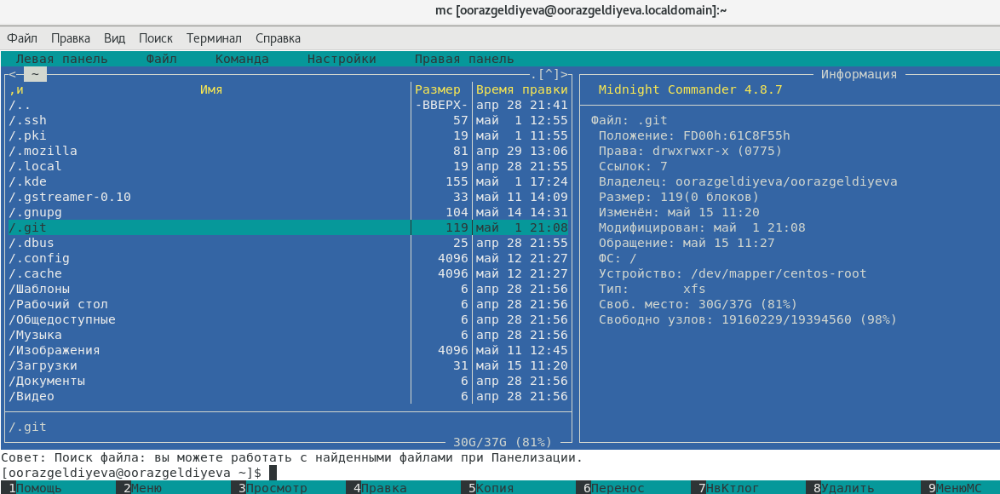 mc [oorazgeldiyeva@oorazgeldiyeva.localdomain]:~
Файл Правка Вид Поиск Терминал Справка
Левая панель Файл Команда Настройки Правая панель
<- ~ .[^]> Информация
,и Имя Размер Время правки Midnight Commander 4.8.7
/.. -ВВЕРХ- апр 28 21:41
/.ssh 57 май 1 12:55 Файл: .git
/.pki 19 май 1 11:55 Положение: FD00h:61C8F55h
/.mozilla 81 апр 29 13:06 Права: drwxrwxr-x (0775)
/.local 19 апр 28 21:55 Ссылок: 7
/.kde 155 май 1 17:24 Владелец: oorazgeldiyeva/oorazgeldiyeva
/.gstreamer-0.10 33 май 11 14:09 Размер: 119(0 блоков)
/.gnupg 104 май 14 14:31 Изменён: май 15 11:20
/.git 119 май 1 21:08 Модифицирован: май 1 21:08
/.dbus 25 апр 28 21:55 Обращение: май 15 11:27
/.config 4096 май 12 21:27 ФС: /
/.cache 4096 май 12 21:27 Устройство: /dev/mapper/centos-root
/Шаблоны 6 апр 28 21:56 Тип: xfs
/Рабочий стол 6 апр 28 21:56 Своб. место: 30G/37G (81%)
/Общедоступные 6 апр 28 21:56 Свободно узлов: 19160229/19394560 (98%)
/Музыка 6 апр 28 21:56
/Изображения 4096 май 11 12:45
/Загрузки 31 май 15 11:20
/Документы 6 апр 28 21:56
/Видео 6 апр 28 21:56
/.git
30G/37G (81%)
Совет: Поиск файла: вы можете работать с найденными файлами при Панелизации.
[oorazgeldiyeva@oorazgeldiyeva ~]$
1Помощь 2Меню 3Просмотр 4Правка 5Копия 6Перенос 7НвКтлог 8Удалить 9МенюМС